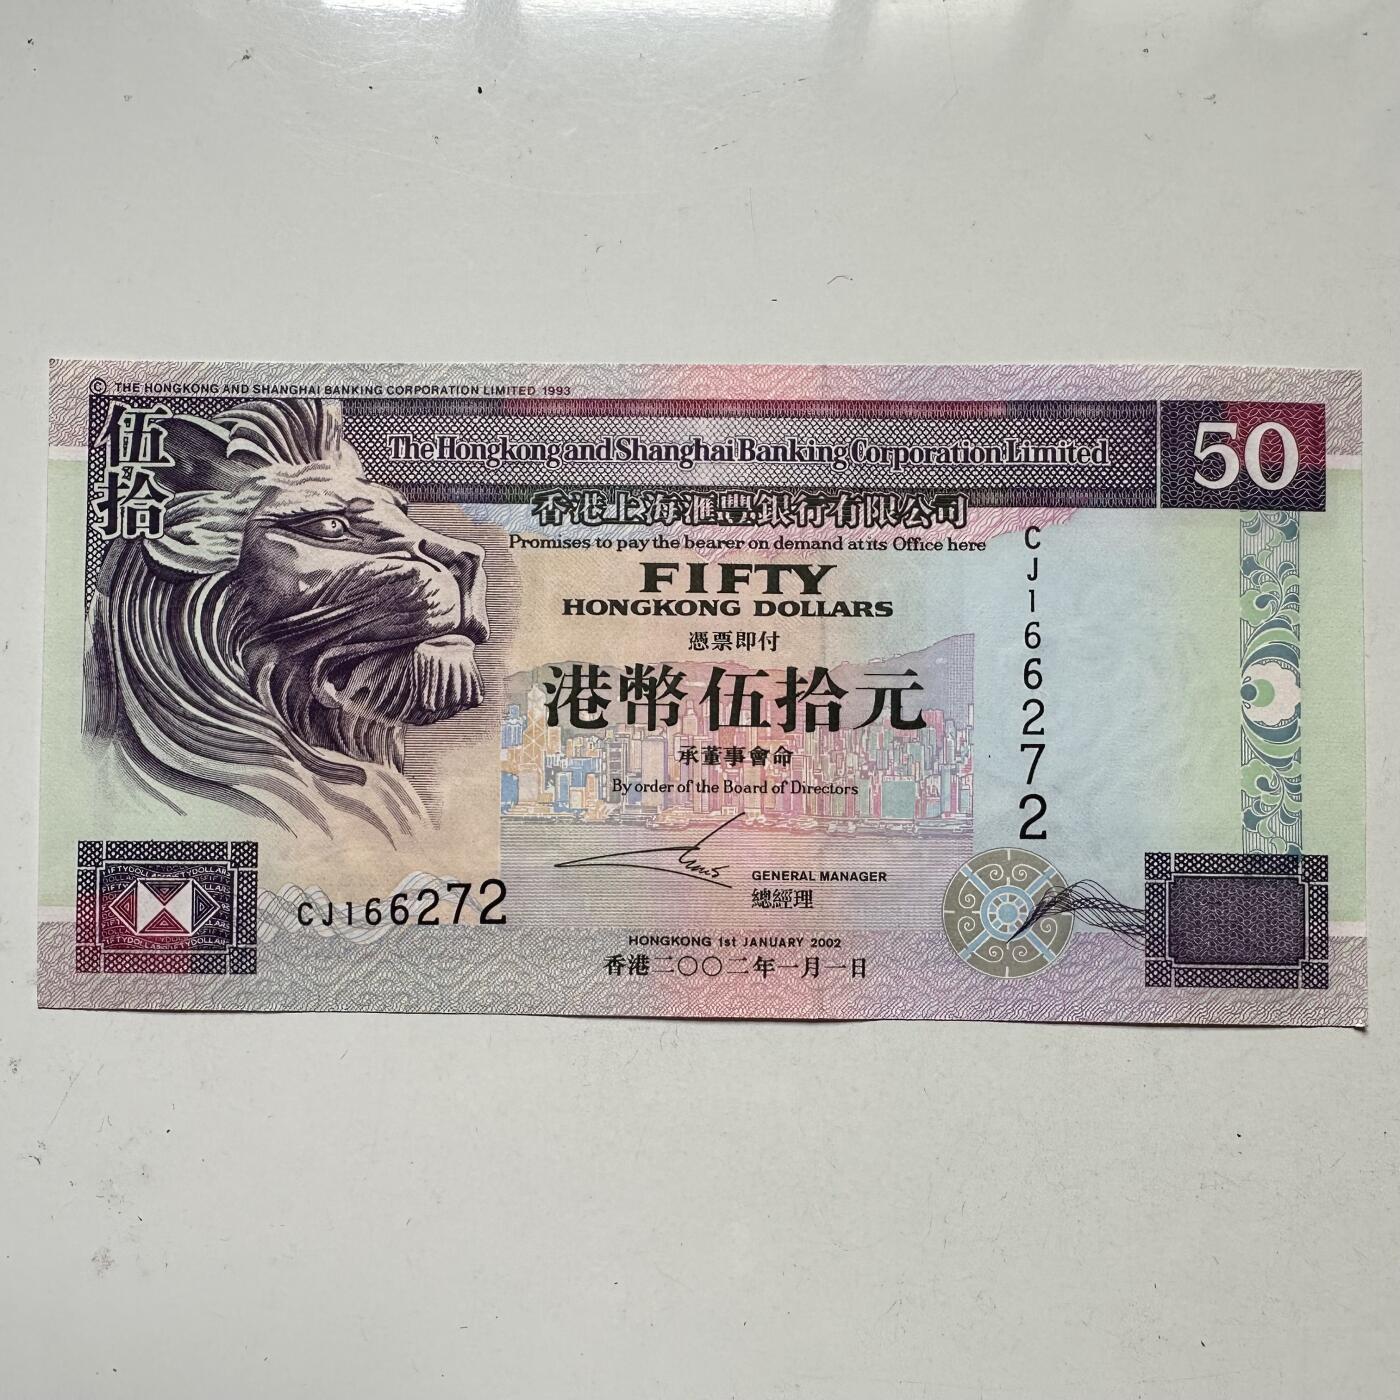 © THE HONGKONG AND SHANGHAI BANKING CORPORATION LIMITED 1993
伍拾
The Hongkong and Shanghai Banking Corporation Limited
50
香港上海滙豐銀行有限公司
Promises to pay the bearer on demand at its Office here
FIFTY
HONGKONG DOLLARS
憑票即付
港幣伍拾元
承董事會命
By order of the Board of Directors
CJ166272
GENERAL MANAGER
總經理
CJ166272
HONGKONG 1st JANUARY 2002
香港二〇〇二年一月一日